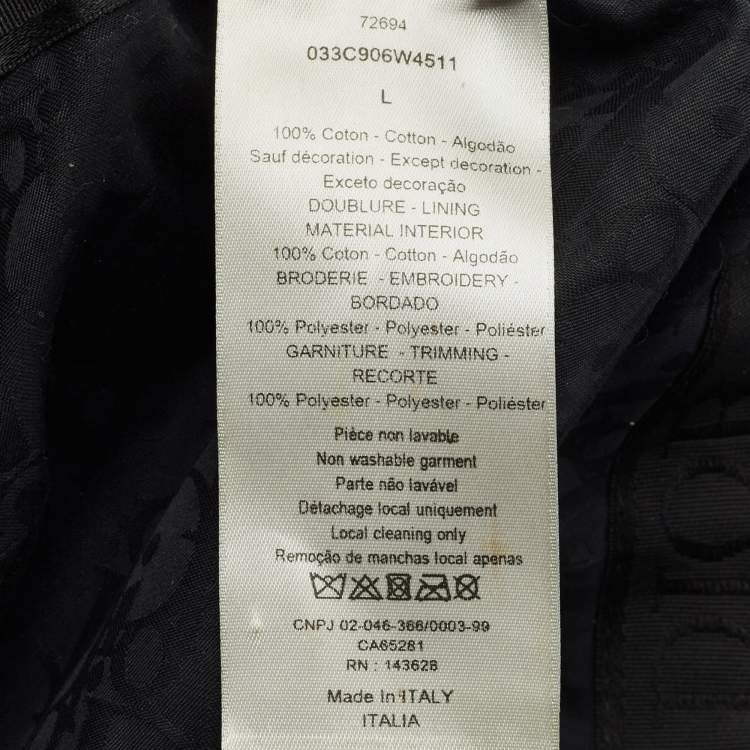 72694
033C906W4511
L
100% Coton - Cotton - Algodão
Sauf décoration - Except decoration -
Exceto decoração
DOUBLURE - LINING
MATERIAL INTERIOR
100% Coton - Cotton - Algodão
BRODERIE - EMBROIDERY -
BORDADO
100% Polyester - Polyester - Poliéster
GARNITURE - TRIMMING -
RECORTE
100% Polyester - Polyester - Poliéster
Pièce non lavable
Non washable garment
Parte não lavável
Détachage local uniquement
Local cleaning only
Remoção de manchas local apenas
CNPJ 02-046-366/0003-99
CA65281
RN : 143628
Made In ITALY
ITALIA